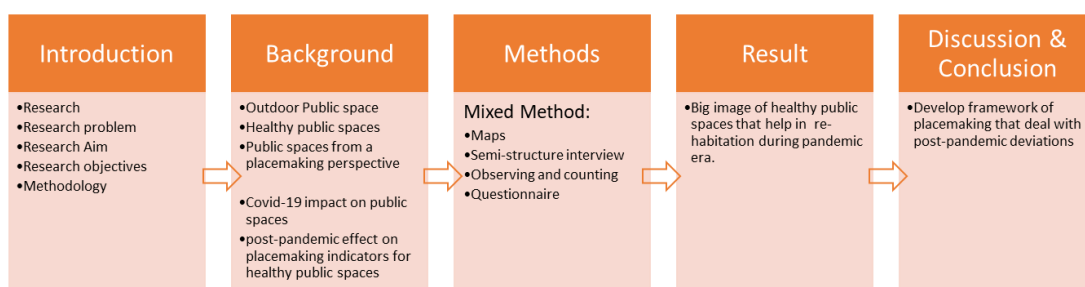 Introduction
•Research
•Research problem
•Research Aim
•Research objectives
•Methodology
Background
•Outdoor Public space
•Healthy public spaces
•Public spaces from a
placemaking perspective
•Covid-19 impact on public
spaces
•post-pandemic effect on
placemaking indicators for
healthy public spaces
Methods
Mixed Method:
•Maps
•Semi-structure interview
•Observing and counting
•Questionnaire
Result
•Big image of healthy public
spaces that help in re-
habitation during pandemic
era.
Discussion &
Conclusion
•Develop framework of
placemaking that deal with
post-pandemic deviations